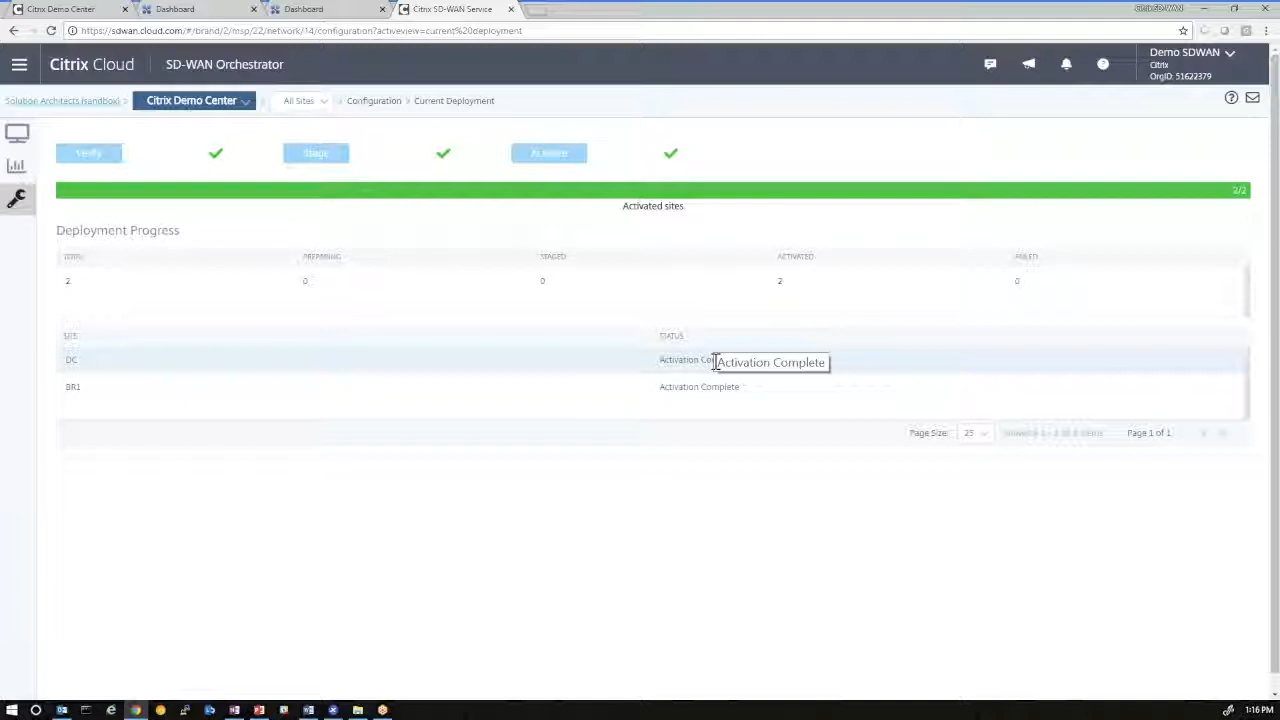 Citrix Demo Center
Dashboard
Dashboard
Citrix SD-WAN Service
https://sdwan.cloud.com/#/brand/2/msp/22/network/14/configuration?activeview=current%20deployment
Citrix Cloud
SD-WAN Orchestrator
Demo SDWAN
Citrix
OrgID: 51622379
Solution Architects (sandbox) >
Citrix Demo Center
All Sites
> Configuration > Current Deployment
Verify
Stage
Activate
2/2
Activated sites
Deployment Progress
TOTAL PREPARING STAGED ACTIVATED FAILED
2 0 0 2 0
SITE STATUS
DC Activation Co
Activation Complete
BR1 Activation Complete
Page Size: 25
Page 1 of 1
1:16 PM